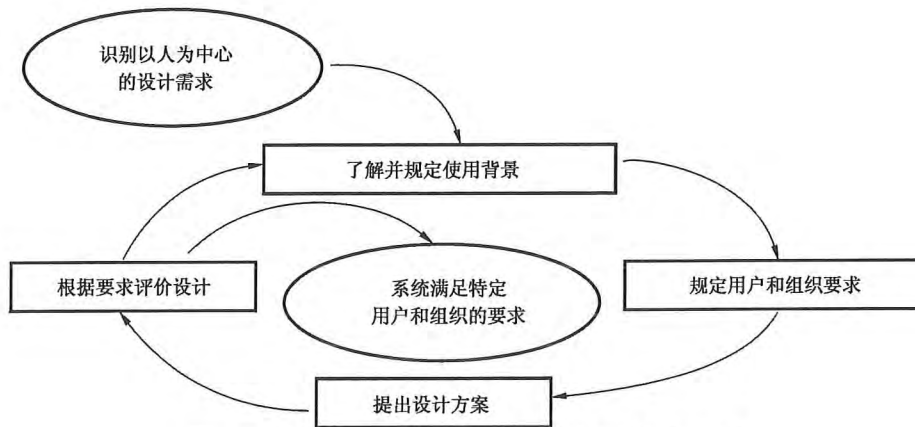 识别以人为中心
的设计需求
了解并规定使用背景
根据要求评价设计
系统满足特定
用户和组织的要求
规定用户和组织要求
提出设计方案